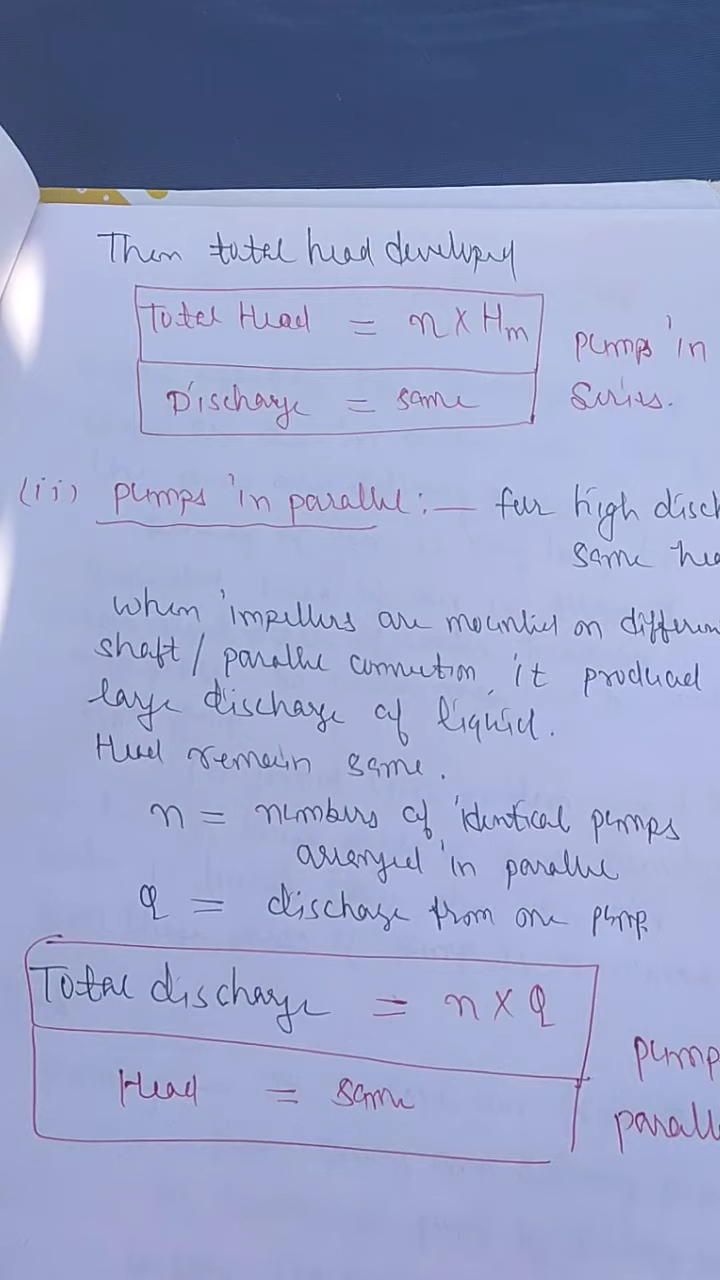 Then total head developed
Total Head = n × Hm
pumps in
Discharge = same
series.
(ii) pumps in parallel :— for high disch
same hea
When impellers are mounted on differen
shaft / parallel connection, it produced
large discharge of liquid.
Head remain same.
n = numbers of identical pumps
arranged in parallel
Q = discharge from one pump
Total discharge = n × Q
pump
Head = same
parall